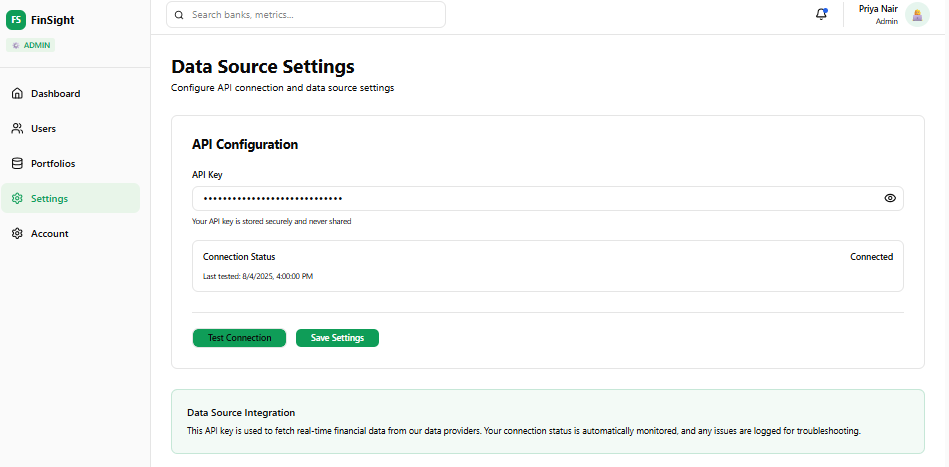 FS FinSight
ADMIN
Dashboard
Users
Portfolios
Settings
Account
Search banks, metrics...
Priya Nair
Admin
Data Source Settings
Configure API connection and data source settings
API Configuration
API Key
••••••••••••••••••••••••••••••
Your API key is stored securely and never shared
Connection Status
Connected
Last tested: 8/4/2025, 4:00:00 PM
Test Connection
Save Settings
Data Source Integration
This API key is used to fetch real-time financial data from our data providers. Your connection status is automatically monitored, and any issues are logged for troubleshooting.